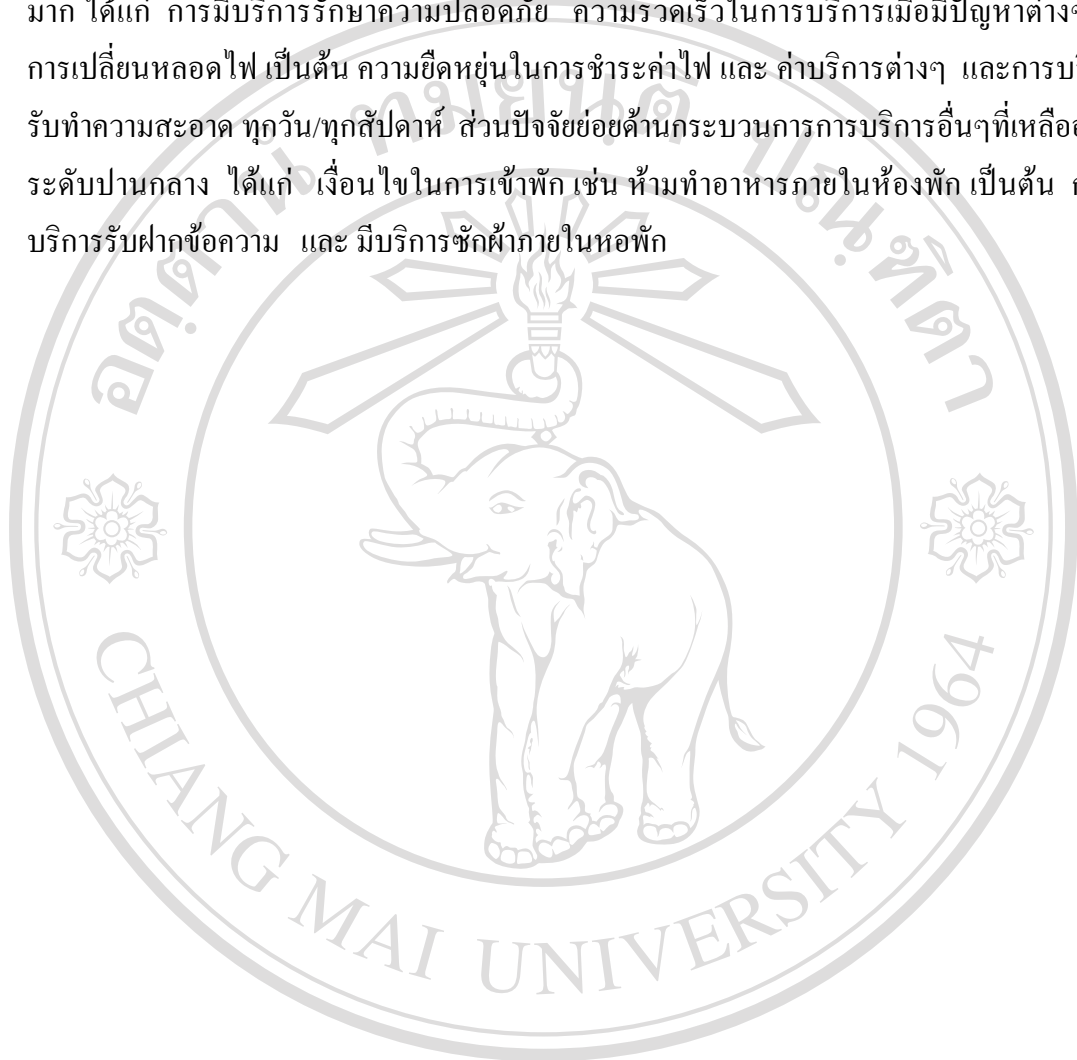 มาก ได้แก่ การมีบริการรักษาความปลอดภัย ความรวดเร็วในการบริการเมื่อมีปัญหาต่างๆ
การเปลี่ยนหลอดไฟ เป็นต้น ความยืดหยุ่นในการชำระค่าไฟ และ ค่าบริการต่างๆ และการบ
รับทำความสะอาด ทุกวัน/ทุกสัปดาห์ ส่วนปัจจัยย่อยด้านกระบวนการการบริการอื่นๆที่เหลือ
ระดับปานกลาง ได้แก่ เงื่อนไขในการเข้าพัก เช่น ห้ามทำอาหารภายในห้องพัก เป็นต้น
บริการรับฝากข้อความ และ มีบริการซักผ้าภายในหอพัก
อตฺตานํ ทมยนฺติ ปณฺฑิตา
CHIANG MAI UNIVERSITY 1964